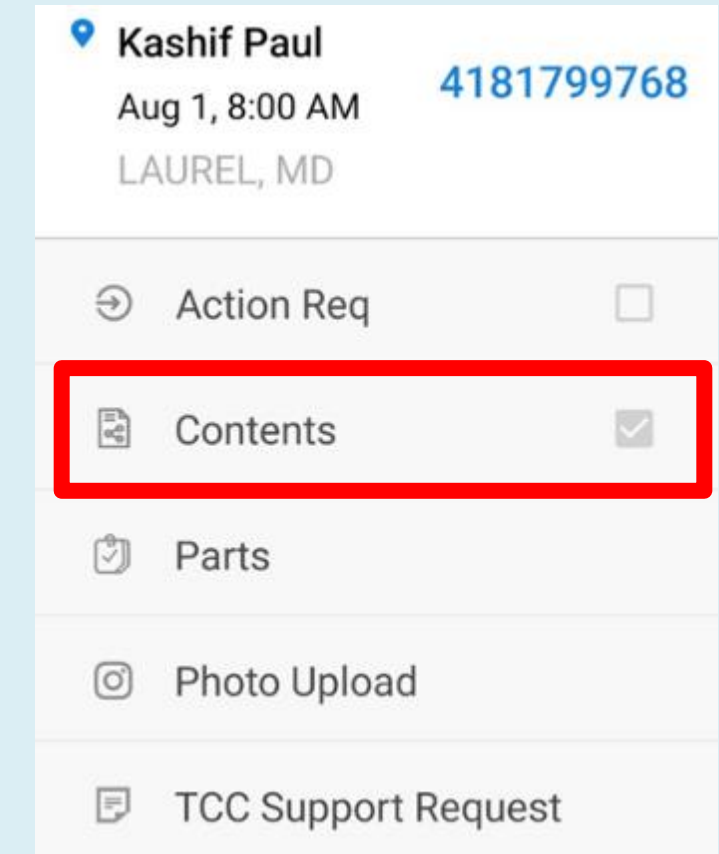 Kashif Paul
4181799768
Aug 1, 8:00 AM
LAUREL, MD
Action Req
Contents
Parts
Photo Upload
TCC Support Request